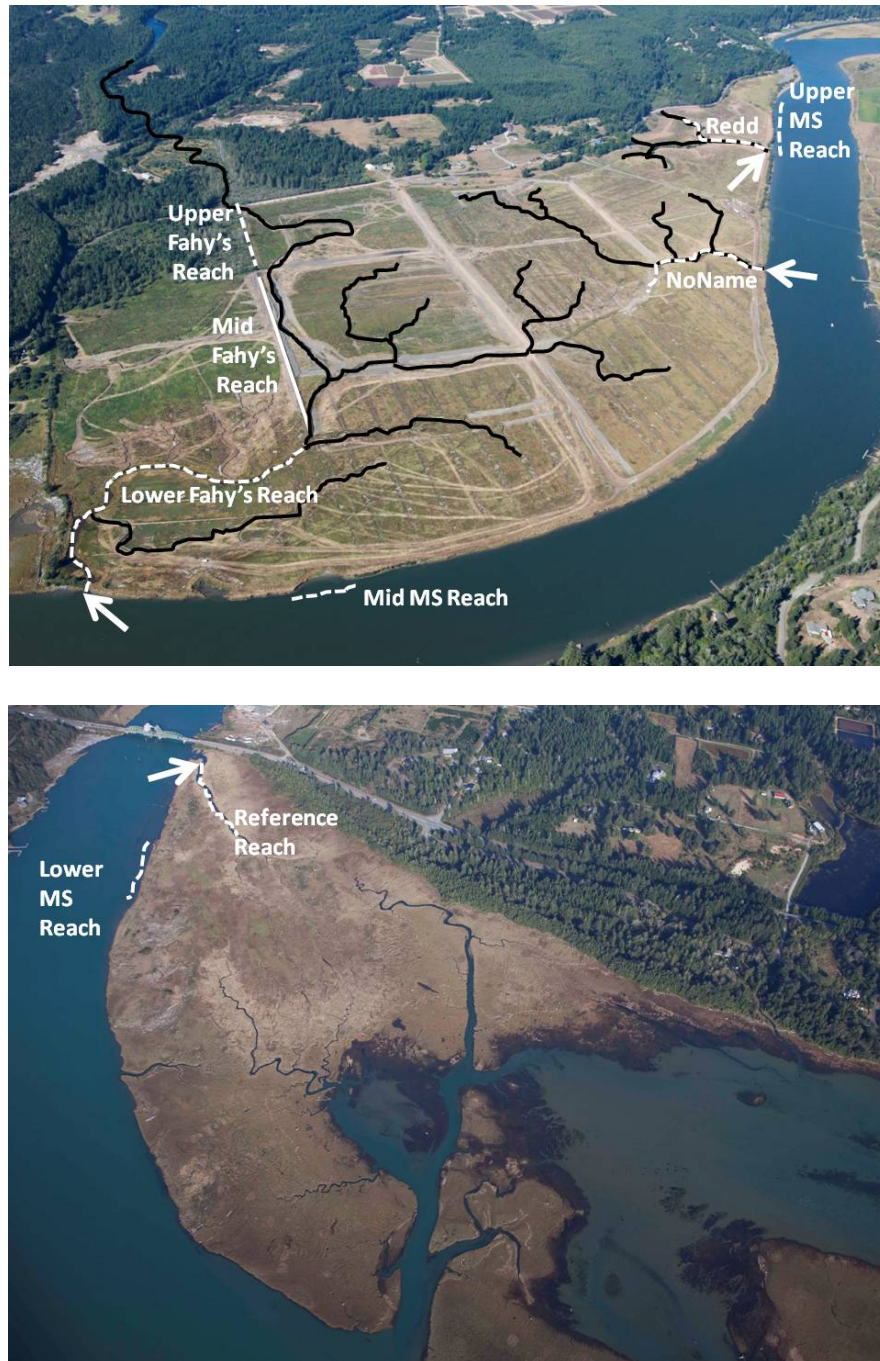 Upper
MS
Reach
Redd
Upper
Fahy's
Reach
NoName
Mid
Fahy's
Reach
Lower Fahy's Reach
Mid MS Reach
Reference
Reach
Lower
MS
Reach